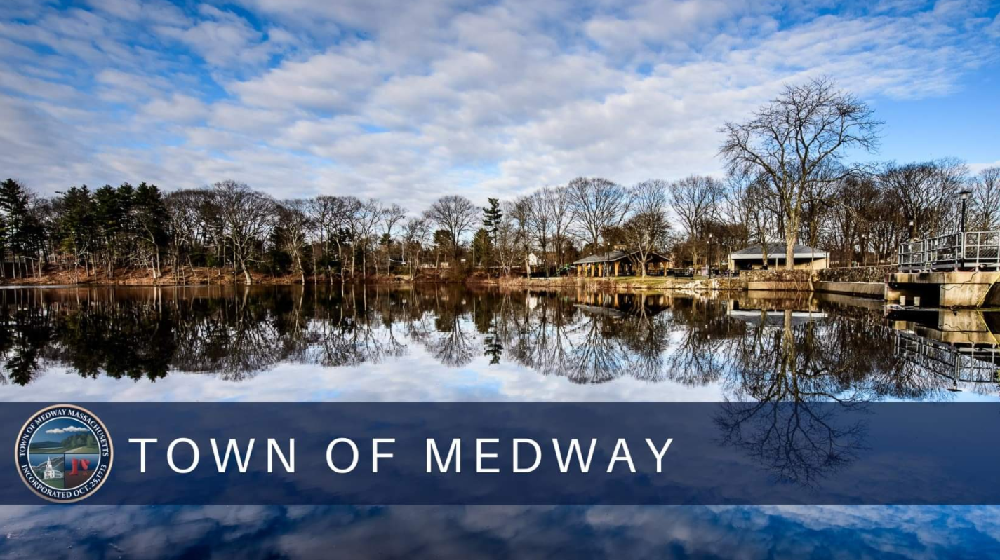 TOWN OF MEDWAY MASSACHUSETTS
INCORPORATED OCT. 25, 1713
TOWN OF MEDWAY